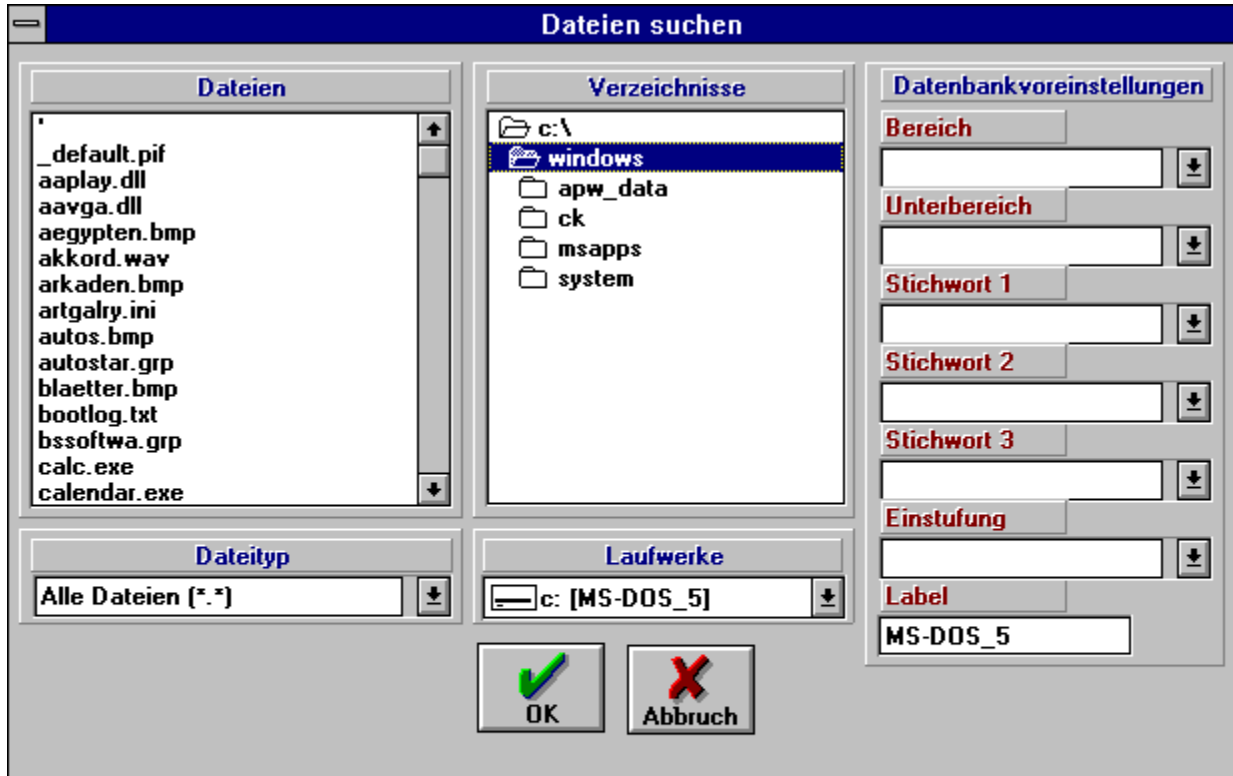 Dateien suchen
Dateien
'
_default.pif
aaplay.dll
aavga.dll
aegypten.bmp
akkord.wav
arkaden.bmp
artgalry.ini
autos.bmp
autostar.grp
blaetter.bmp
bootlog.txt
bssoftwa.grp
calc.exe
calendar.exe
Dateityp
Alle Dateien (*.*)
Verzeichnisse
c:\
windows
apw_data
ck
msapps
system
Laufwerke
c: [MS-DOS_5]
Datenbankvoreinstellungen
Bereich
Unterbereich
Stichwort 1
Stichwort 2
Stichwort 3
Einstufung
Label
MS-DOS_5
OK
Abbruch